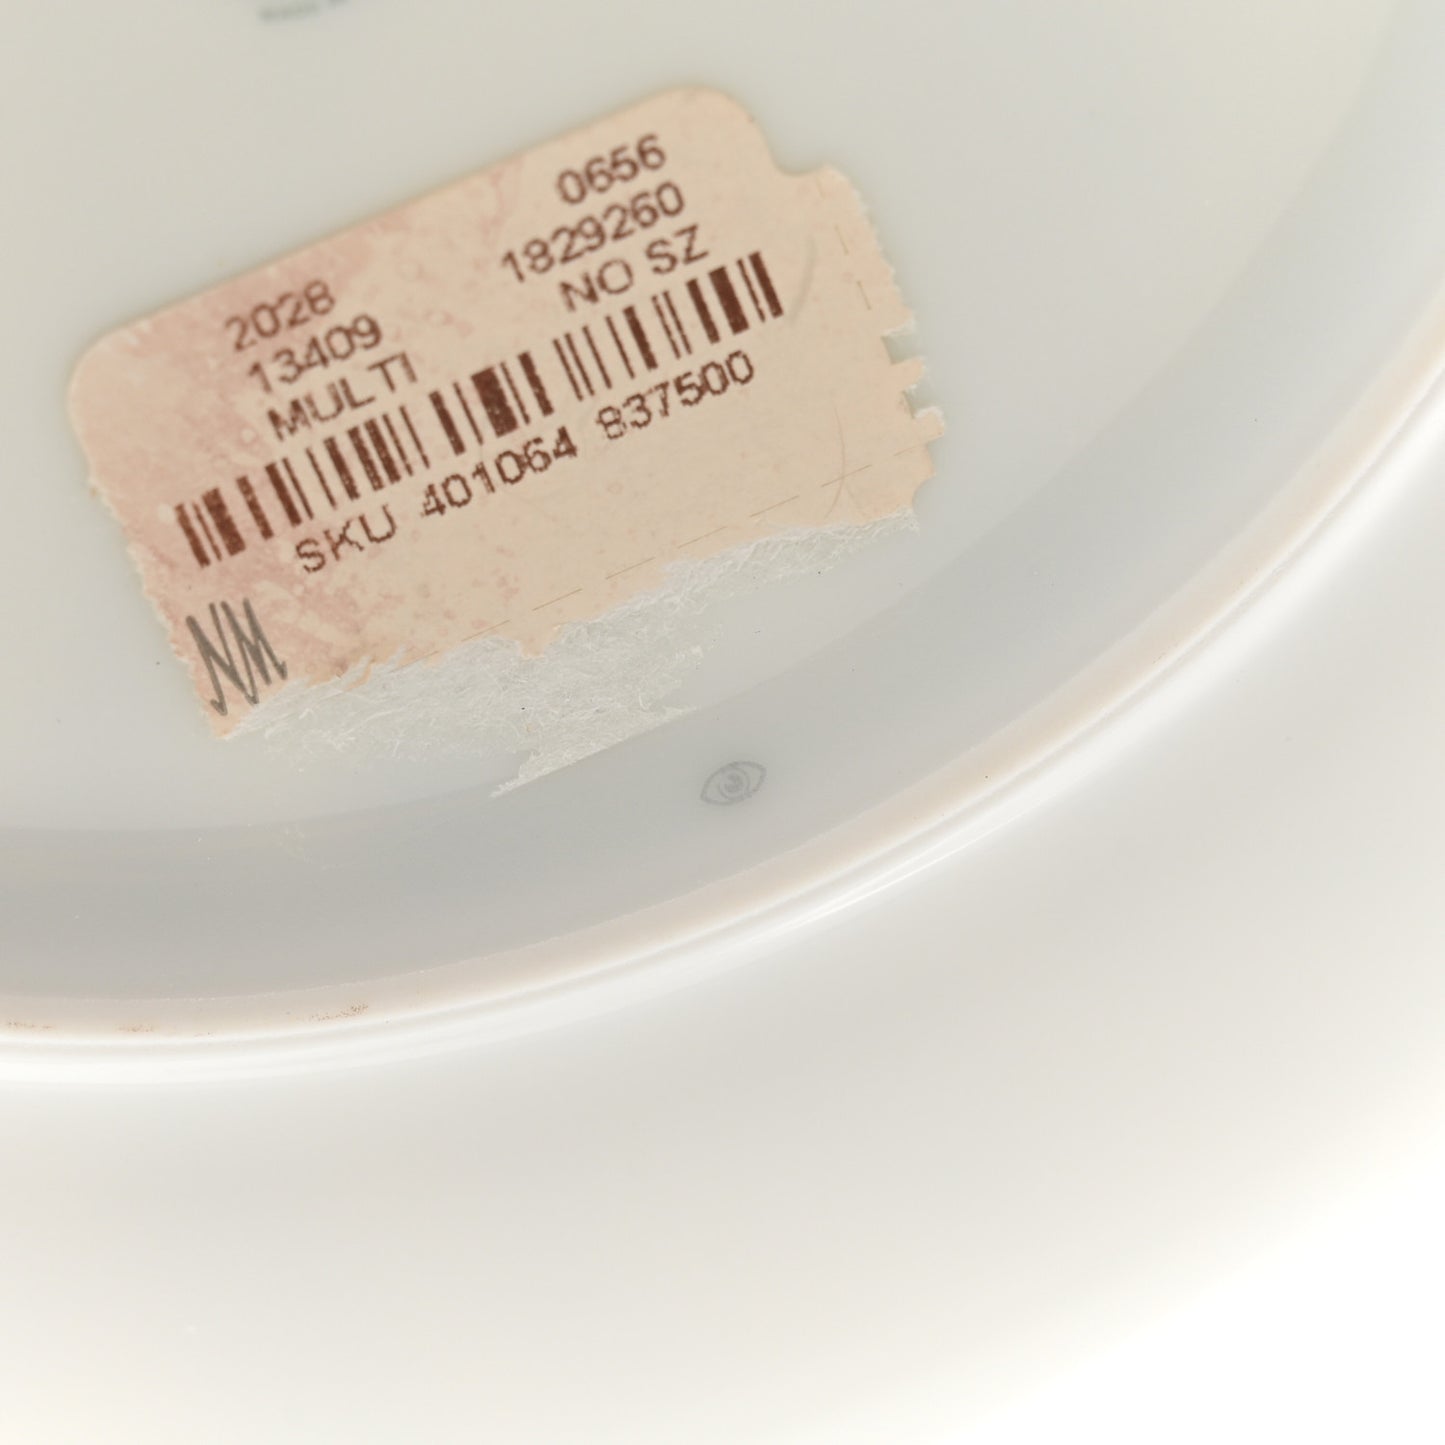 2028 0656
13409 1829260
MULTI NO SZ
SKU 401064 837500
NM